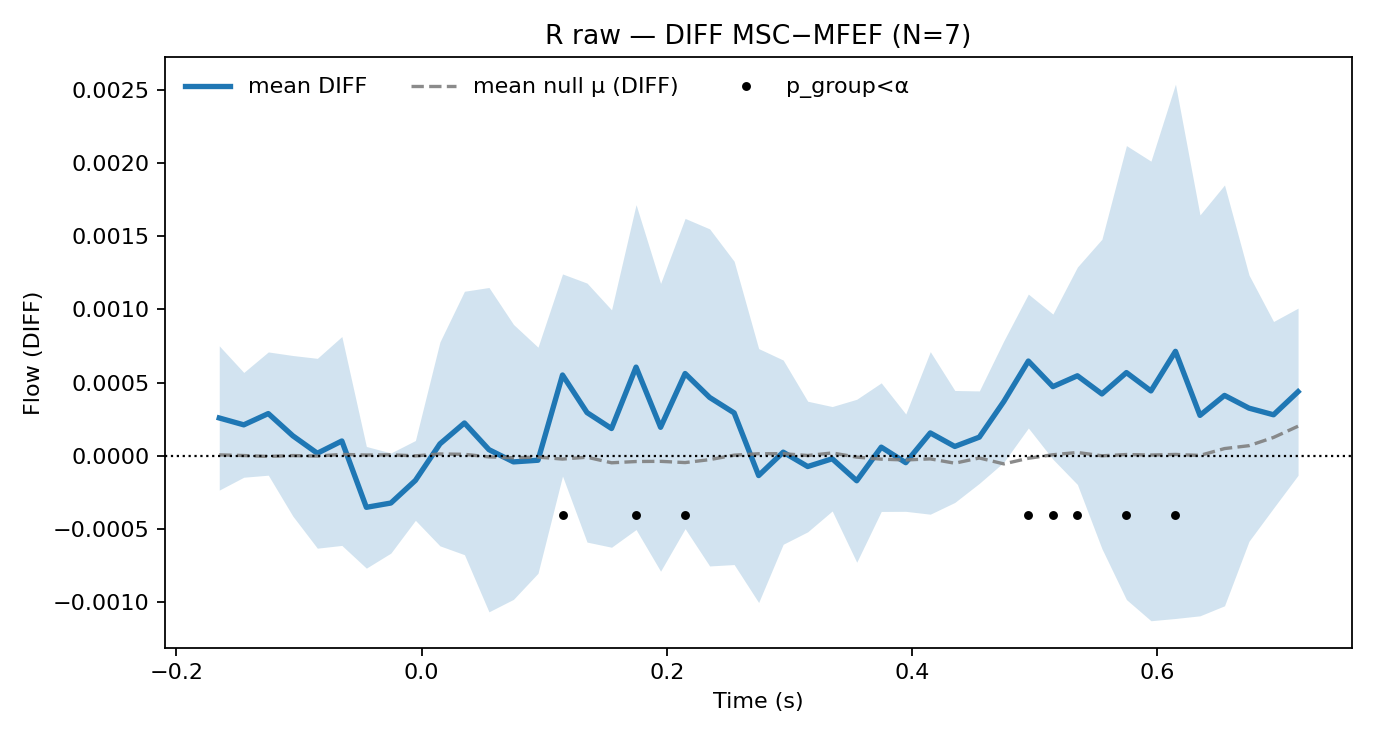 R raw — DIFF MSC−MFEF (N=7)
mean DIFF mean null μ (DIFF) p_group<α
0.0025
0.0020
0.0015
0.0010
0.0005
0.0000
−0.0005
−0.0010
Flow (DIFF)
−0.2 0.0 0.2 0.4 0.6
Time (s)